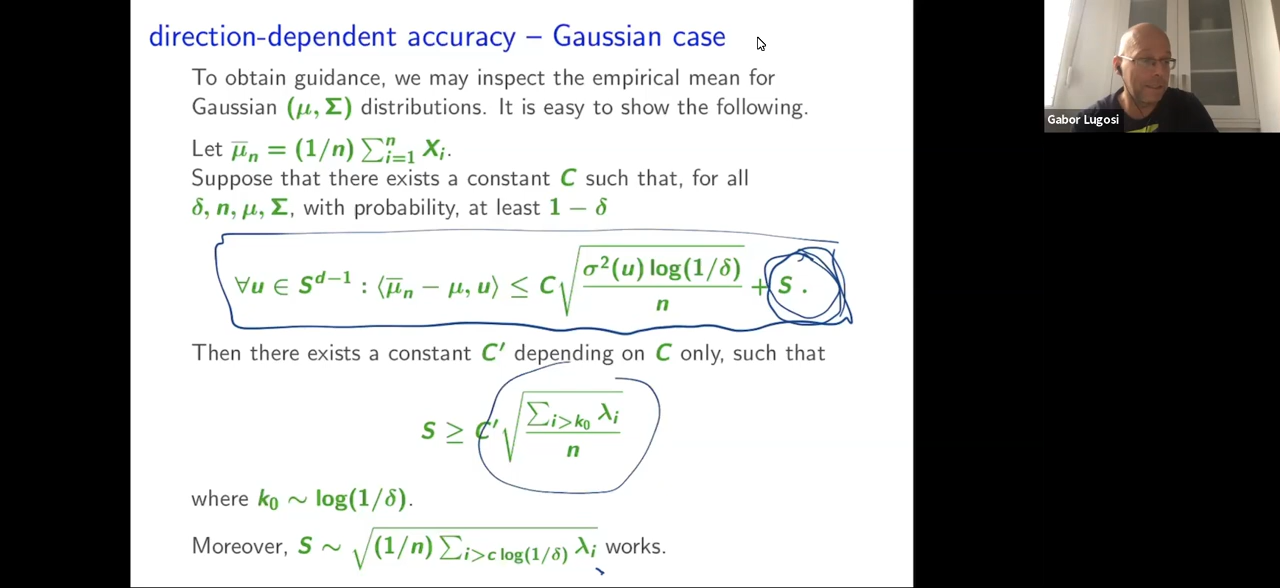 direction-dependent accuracy – Gaussian case
To obtain guidance, we may inspect the empirical mean for
Gaussian (μ, Σ) distributions. It is easy to show the following.
Let μ̅ₙ = (1/n) ∑ⁿᵢ₌₁ Xᵢ.
Suppose that there exists a constant C such that, for all
δ, n, μ, Σ, with probability, at least 1 − δ
∀u ∈ S^{d−1} : ⟨μ̅ₙ − μ, u⟩ ≤ C√(σ²(u) log(1/δ) / n) + S .
Then there exists a constant C′ depending on C only, such that
S ≥ C′√(∑_{i>k₀} λᵢ / n)
where k₀ ∼ log(1/δ).
Moreover, S ∼ √((1/n) ∑_{i>c log(1/δ)} λᵢ) works.
Gabor Lugosi